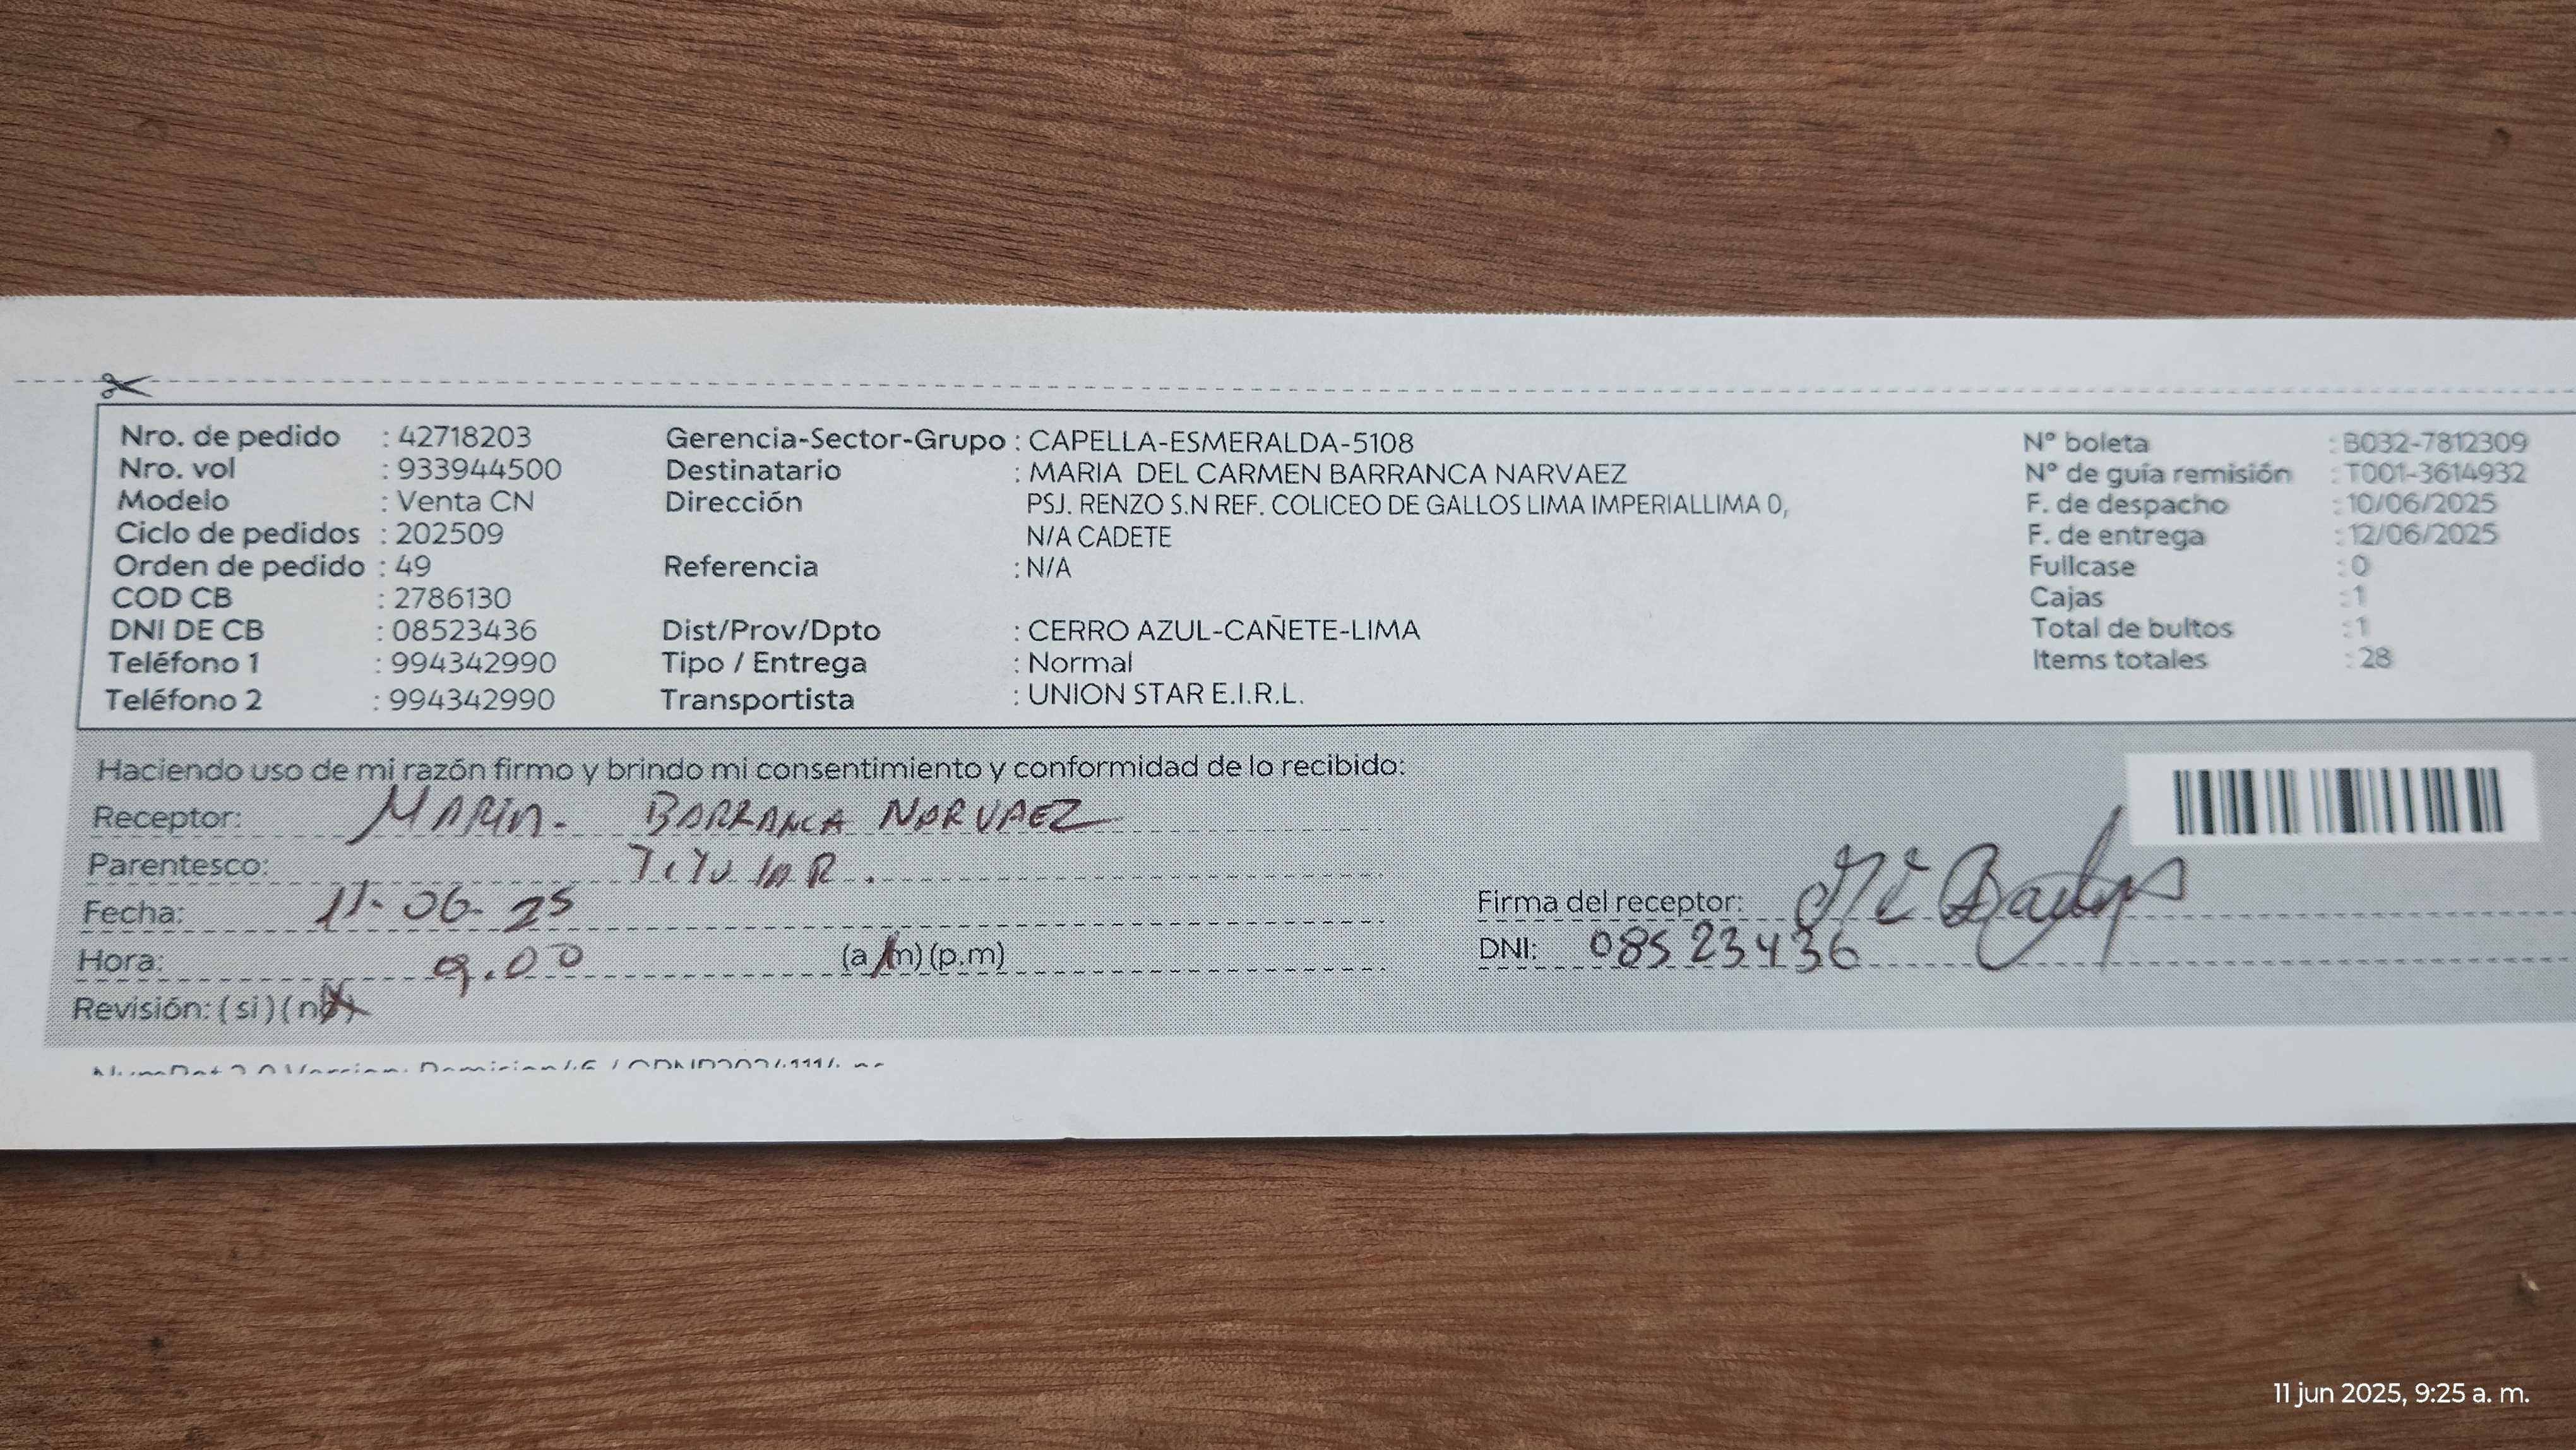 Nro. de pedido : 42718203
Nro. vol : 933944500
Modelo : Venta CN
Ciclo de pedidos : 202509
Orden de pedido : 49
COD CB : 2786130
DNI DE CB : 08523436
Teléfono 1 : 994342990
Teléfono 2 : 994342990
Gerencia-Sector-Grupo : CAPELLA-ESMERALDA-5108
Destinatario : MARIA DEL CARMEN BARRANCA NARVAEZ
Dirección PSJ. RENZO S.N REF. COLICEO DE GALLOS LIMA IMPERIALLIMA 0,
N/A CADETE
Referencia : N/A
Dist/Prov/Dpto : CERRO AZUL-CAÑETE-LIMA
Tipo / Entrega : Normal
Transportista : UNION STAR E.I.R.L.
N° boleta : B032-7812309
N° de guía remisión : T001-3614932
F. de despacho : 10/06/2025
F. de entrega : 12/06/2025
Fullcase : 0
Cajas : 1
Total de bultos : 1
Items totales : 28
Haciendo uso de mi razón firmo y brindo mi consentimiento y conformidad de lo recibido:
Receptor: MARIA. BARRANCA NARVAEZ
Parentesco: TITULAR.
Fecha: 11-06-25
Hora: 9.00 (a.m) (p.m)
Revisión: (si) (no)
Firma del receptor:
DNI: 08523436
11 jun 2025, 9:25 a. m.